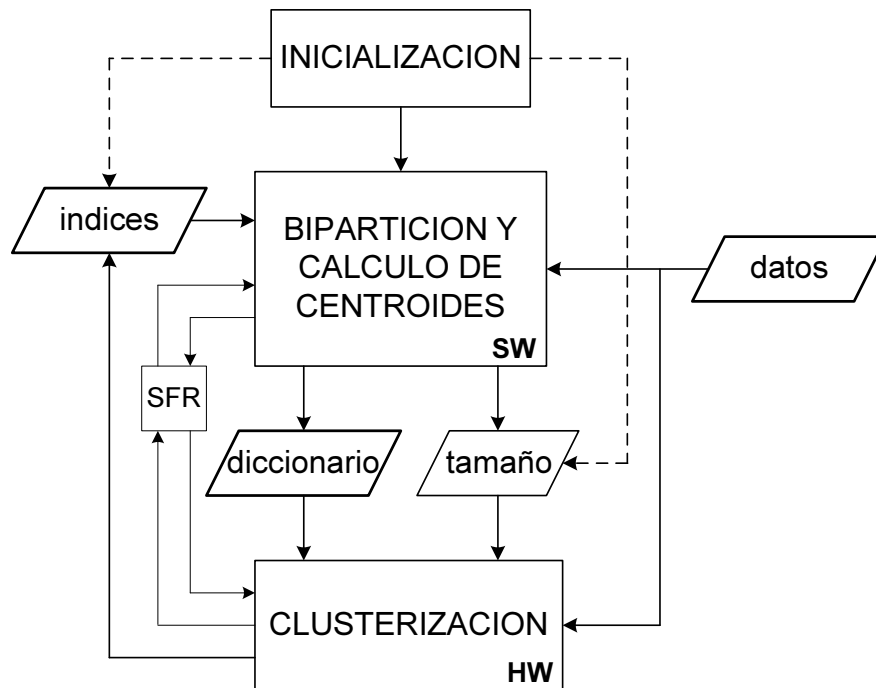 INICIALIZACION
indices
BIPARTICION Y
CALCULO DE
CENTROIDES
SW
datos
SFR
diccionario
tamaño
CLUSTERIZACION
HW